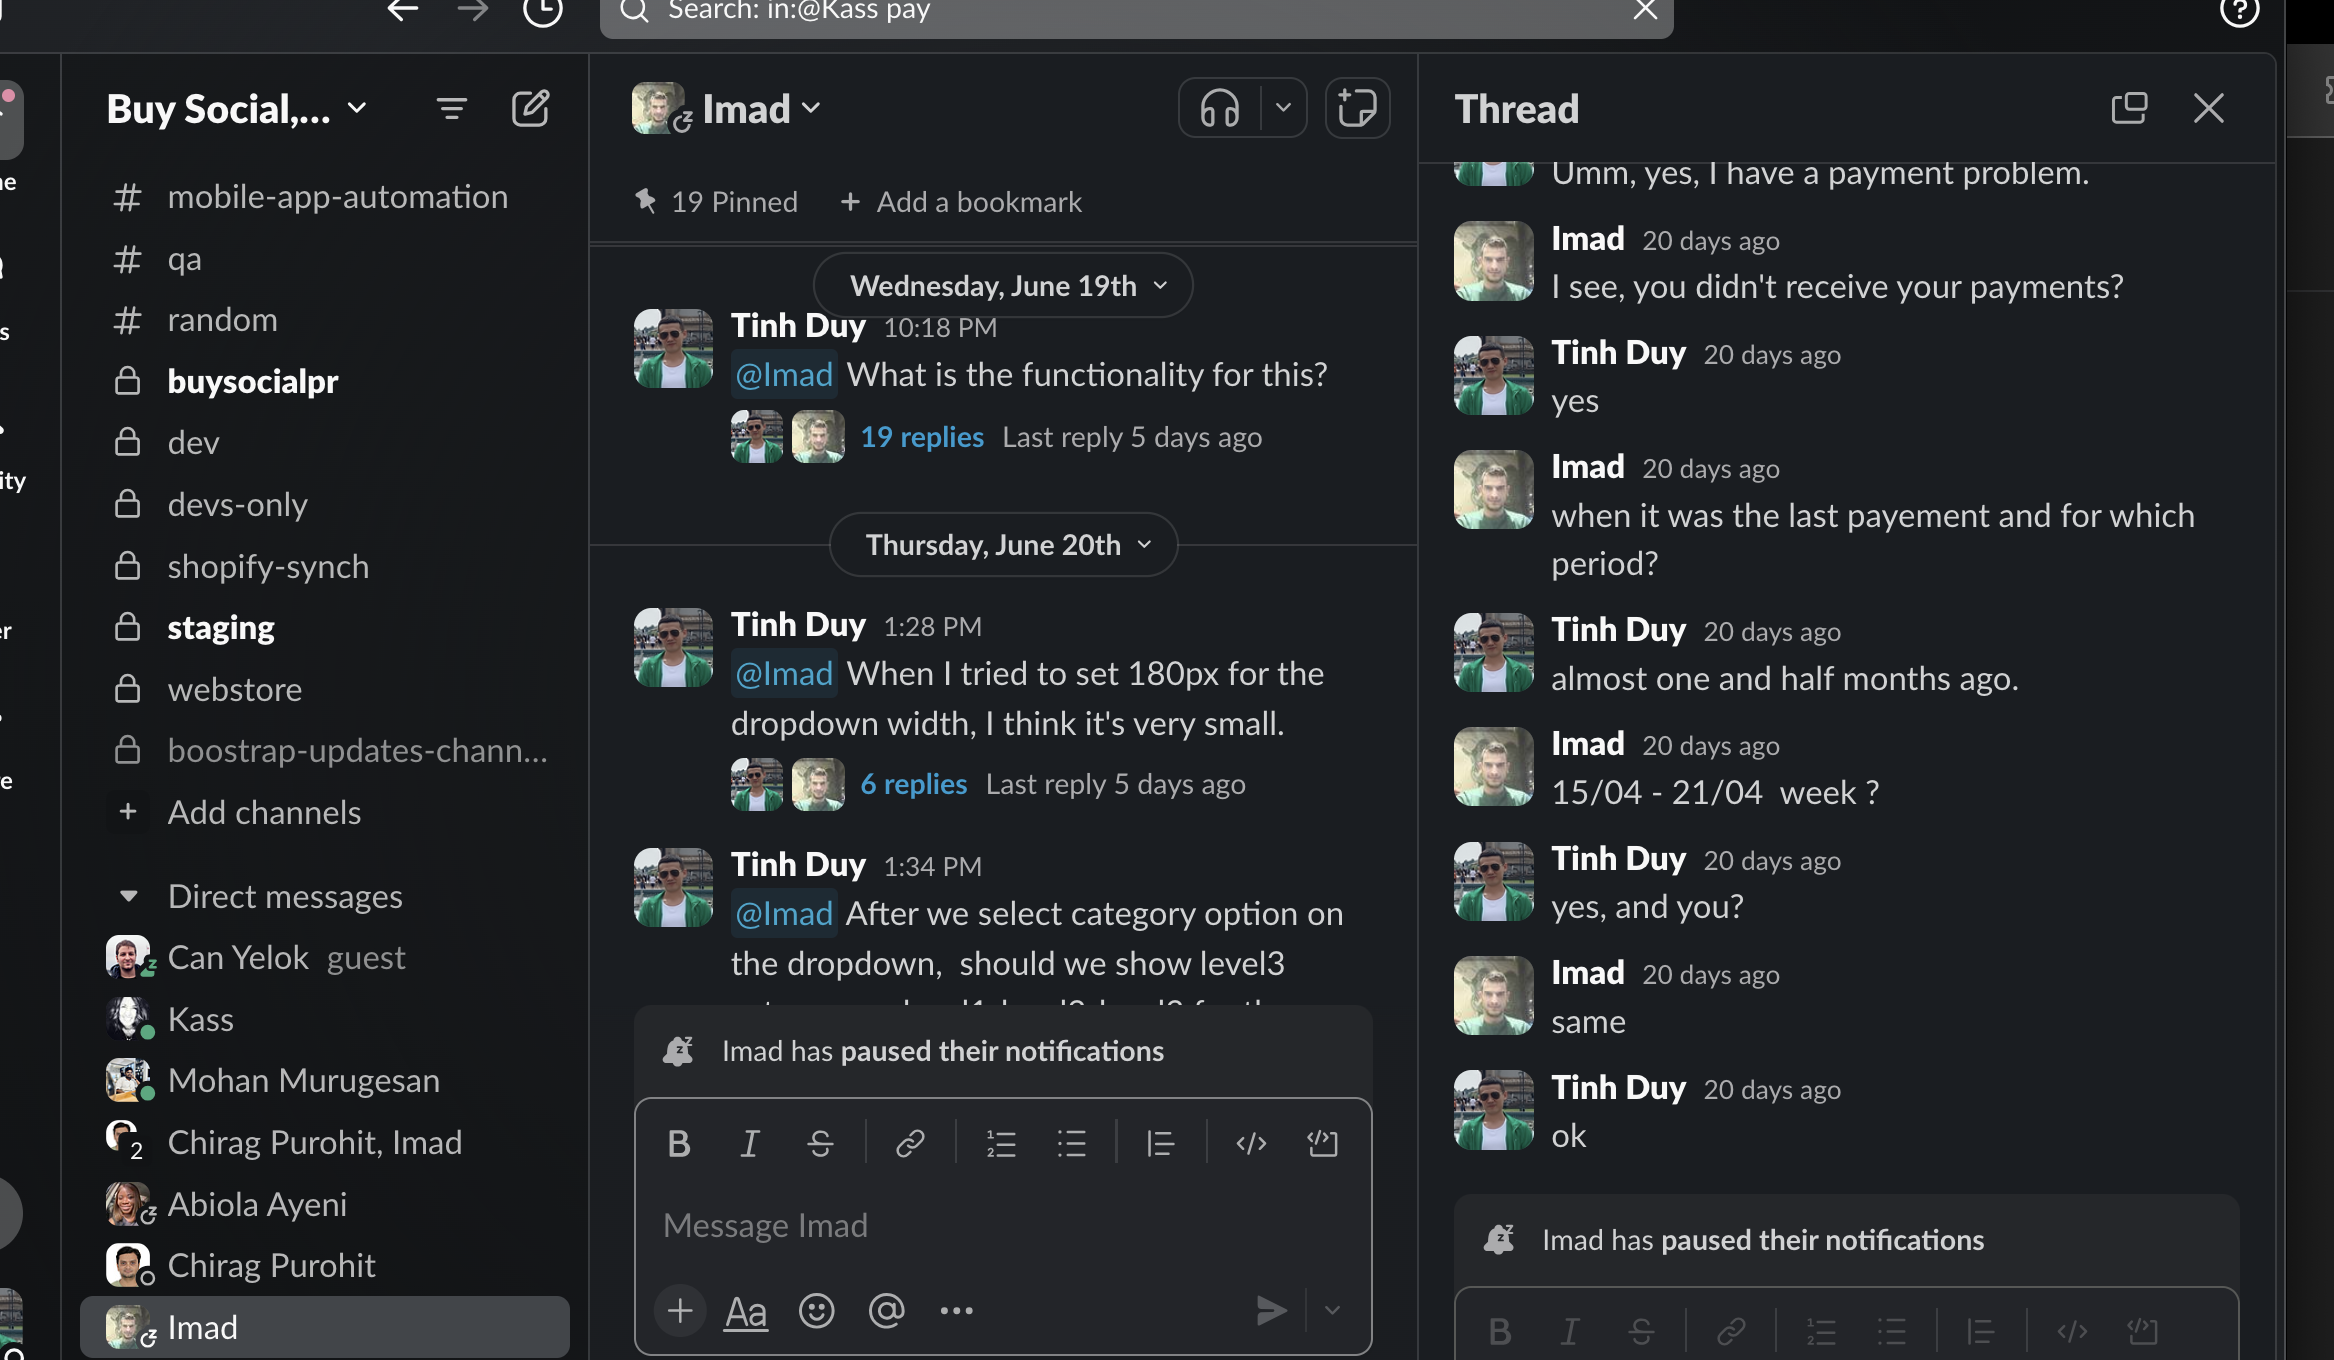 Search: in:@Kass pay
Buy Social,...
mobile-app-automation
qa
random
buysocialpr
dev
devs-only
shopify-synch
staging
webstore
boostrap-updates-chann...
Add channels
Direct messages
Can Yelok guest
Kass
Mohan Murugesan
2 Chirag Purohit, Imad
Abiola Ayeni
Chirag Purohit
Imad
Imad
19 Pinned
Add a bookmark
Wednesday, June 19th
Tinh Duy 10:18 PM
@Imad What is the functionality for this?
19 replies Last reply 5 days ago
Thursday, June 20th
Tinh Duy 1:28 PM
@Imad When I tried to set 180px for the
dropdown width, I think it's very small.
6 replies Last reply 5 days ago
Tinh Duy 1:34 PM
@Imad After we select category option on
the dropdown,  should we show level3
Imad has paused their notifications
Message Imad
Aa
Thread
Umm, yes, I have a payment problem.
Imad 20 days ago
I see, you didn't receive your payments?
Tinh Duy 20 days ago
yes
Imad 20 days ago
when it was the last payement and for which
period?
Tinh Duy 20 days ago
almost one and half months ago.
Imad 20 days ago
15/04 - 21/04  week ?
Tinh Duy 20 days ago
yes, and you?
Imad 20 days ago
same
Tinh Duy 20 days ago
ok
Imad has paused their notifications